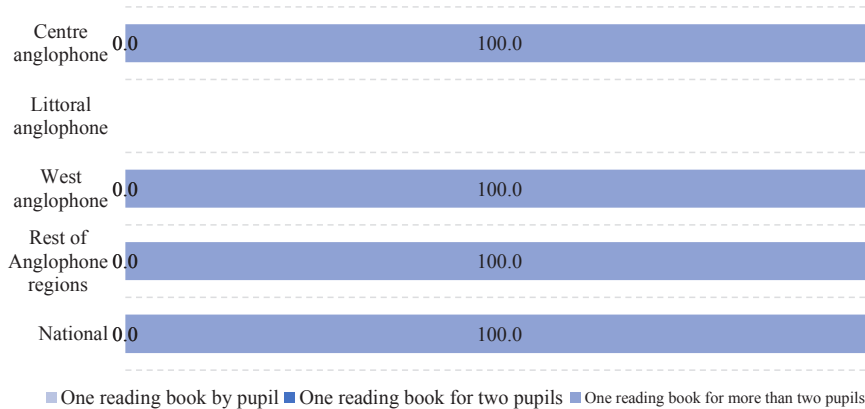 Centre
anglophone
0.0 100.0
Littoral
anglophone
West
anglophone
0.0 100.0
Rest of
Anglophone
regions
0.0 100.0
National 0.0 100.0
One reading book by pupil One reading book for two pupils One reading book for more than two pupils